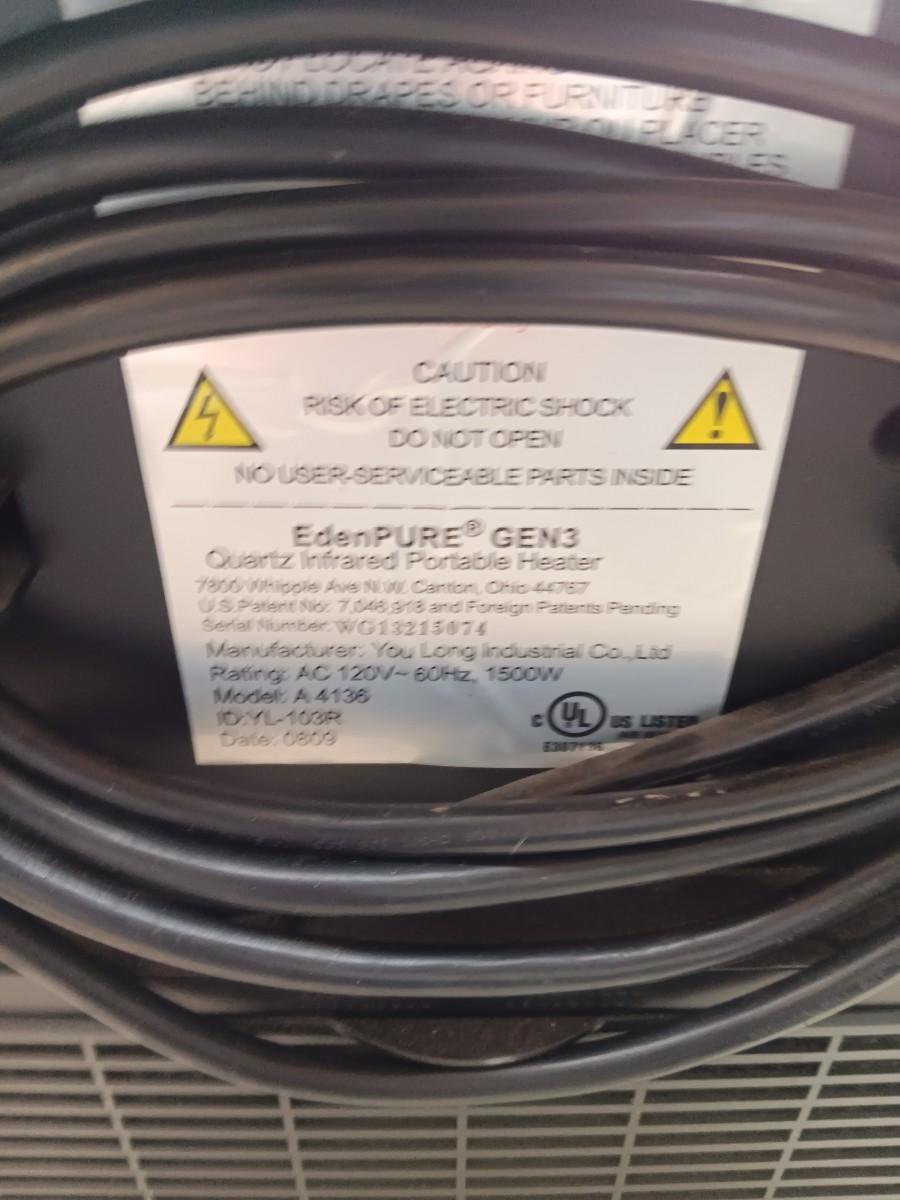 BEHIND DRAPES OR FURNITURE
PLACER
CAUTION
RISK OF ELECTRIC SHOCK
DO NOT OPEN
NO USER-SERVICEABLE PARTS INSIDE
EdenPURE® GEN3
Quartz Infrared Portable Heater
7800 Whipple Ave N.W. Canton, Ohio 44767
U.S Patent No: 7,046,918 and Foreign Patents Pending
Serial Number: WG13215074
Manufacturer: You Long Industrial Co.,Ltd
Rating: AC 120V~ 60Hz, 1500W
Model: A 4136
ID:YL-103R
Date: 0809
C UL US LISTED